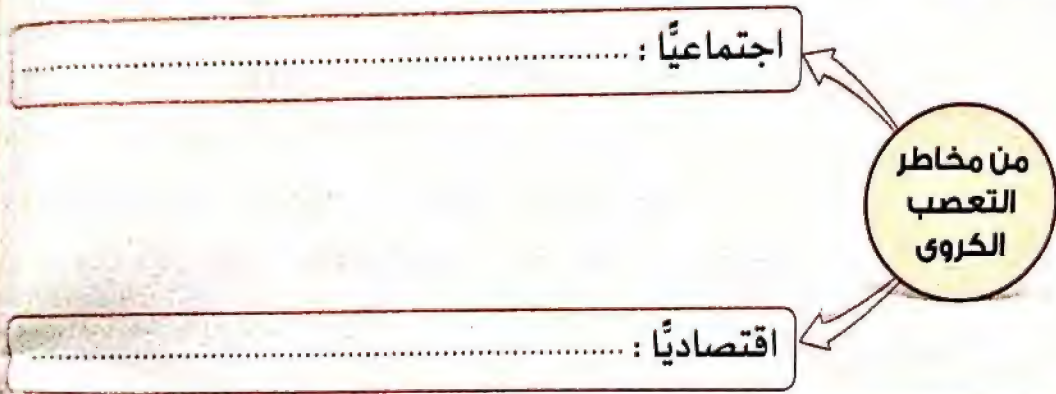 اجتماعيًّا : ........................................................
من مخاطر
التعصب
الكروى
اقتصاديًّا : ........................................................